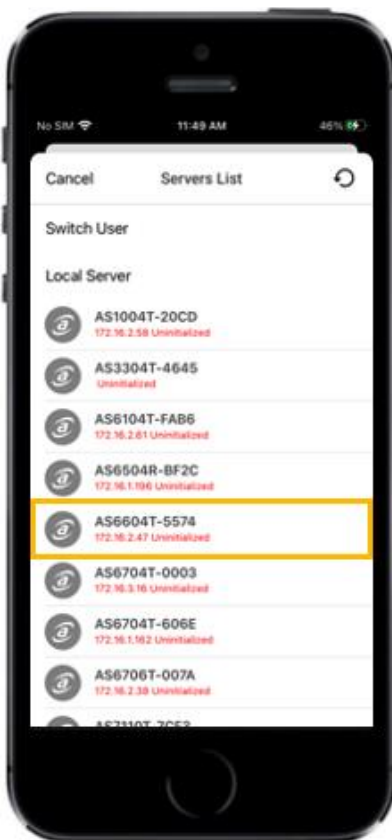 No SIM 11:49 AM 46%
Cancel Servers List
Switch User
Local Server
AS1004T-20CD
172.16.2.58 Uninitialized
AS3304T-4645
Uninitialized
AS6104T-FAB6
172.16.2.61 Uninitialized
AS6504R-BF2C
172.16.1.196 Uninitialized
AS6604T-5574
172.16.2.47 Uninitialized
AS6704T-0003
172.16.3.16 Uninitialized
AS6704T-606E
172.16.1.162 Uninitialized
AS6706T-007A
172.16.2.38 Uninitialized